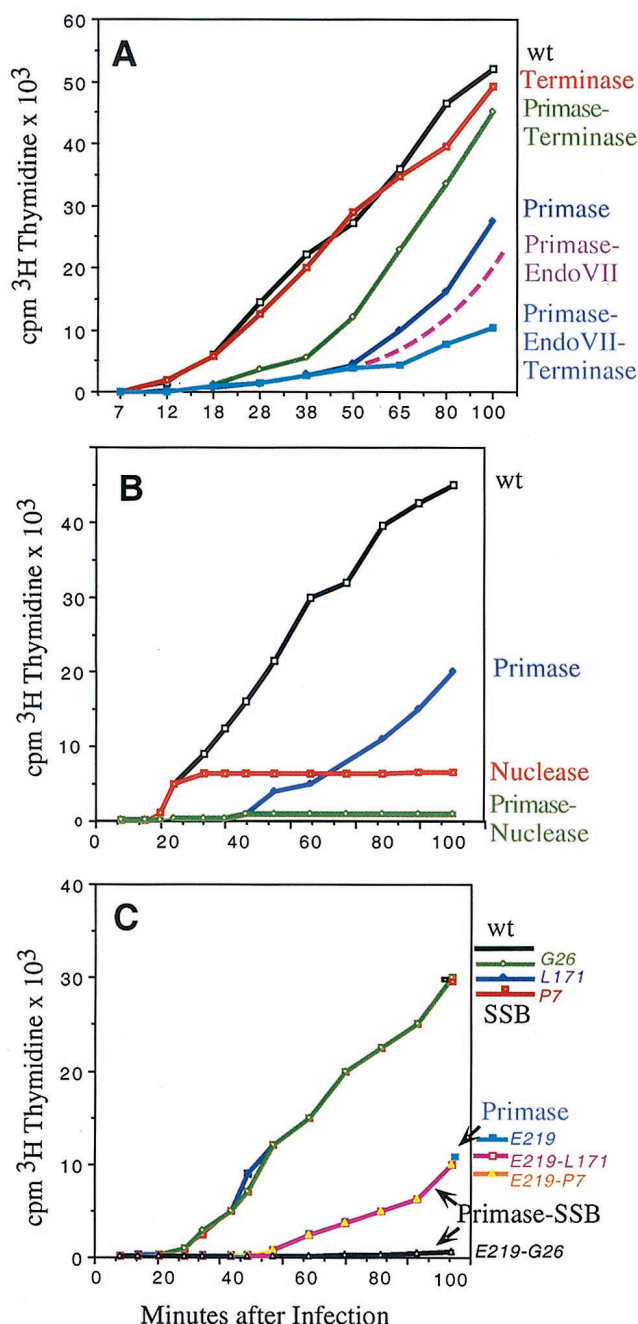 A
cpm ³H Thymidine x 10³
60
50
40
30
20
10
0
7 12 18 28 38 50 65 80 100
wt
Terminase
Primase-
Terminase
Primase
Primase-
EndoVII
Primase-
EndoVII-
Terminase
B
cpm ³H Thymidine x 10³
40
30
20
10
0
0 20 40 60 80 100
wt
Primase
Nuclease
Primase-
Nuclease
C
cpm ³H Thymidine x 10³
40
30
20
10
0
0 20 40 60 80 100
wt
G26
L171
P7
SSB
Primase
E219
E219-L171
E219-P7
Primase-SSB
E219-G26
Minutes after Infection